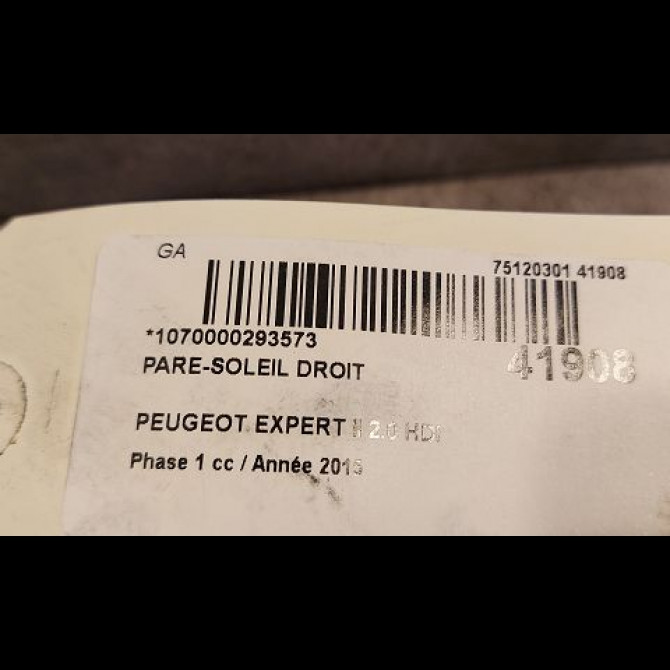 GA
75120301 41908
*1070000293573
41908
PARE-SOLEIL DROIT
PEUGEOT EXPERT II 2.0 HDI
Phase 1 cc / Année 2015